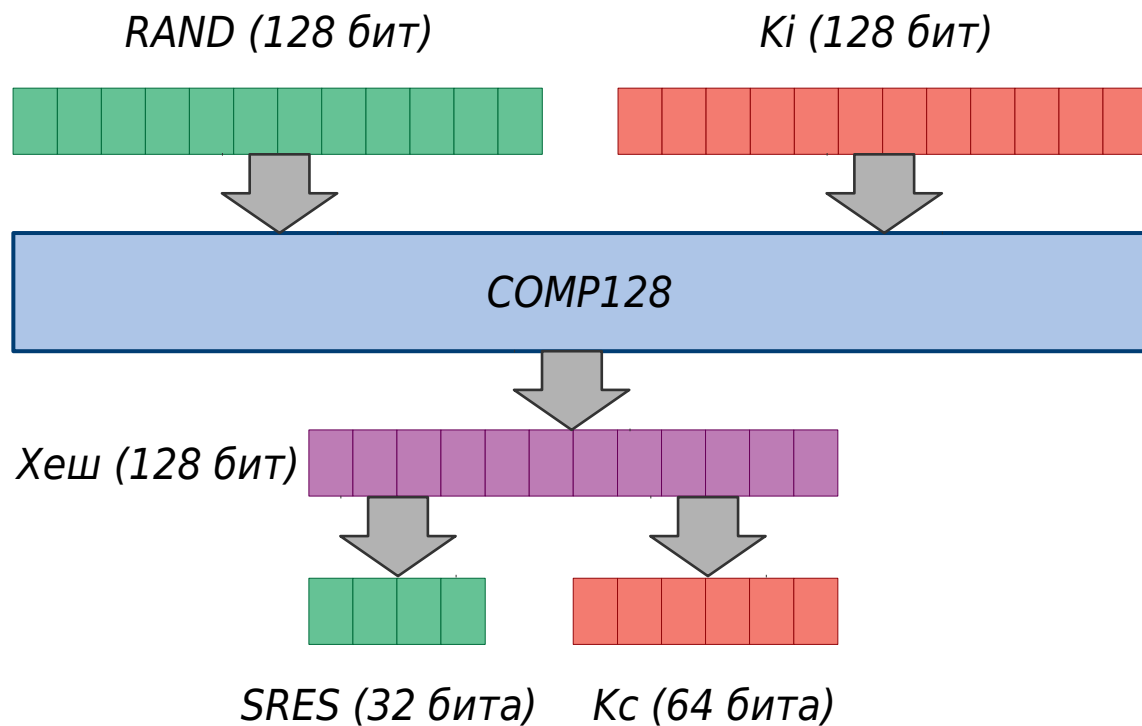 RAND (128 бит)
Ki (128 бит)
COMP128
Хеш (128 бит)
SRES (32 бита)
Kc (64 бита)